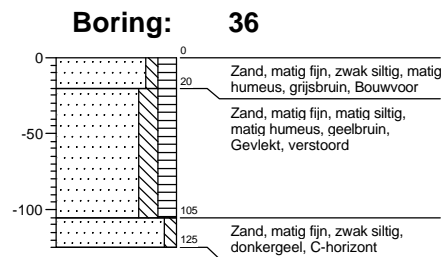 Boring: 36
0
0
Zand, matig fijn, zwak siltig, matig
humeus, grijsbruin, Bouwvoor
20
Zand, matig fijn, matig siltig,
matig humeus, geelbruin,
Gevlekt, verstoord
-50
-100
105
Zand, matig fijn, zwak siltig,
donkergeel, C-horizont
125